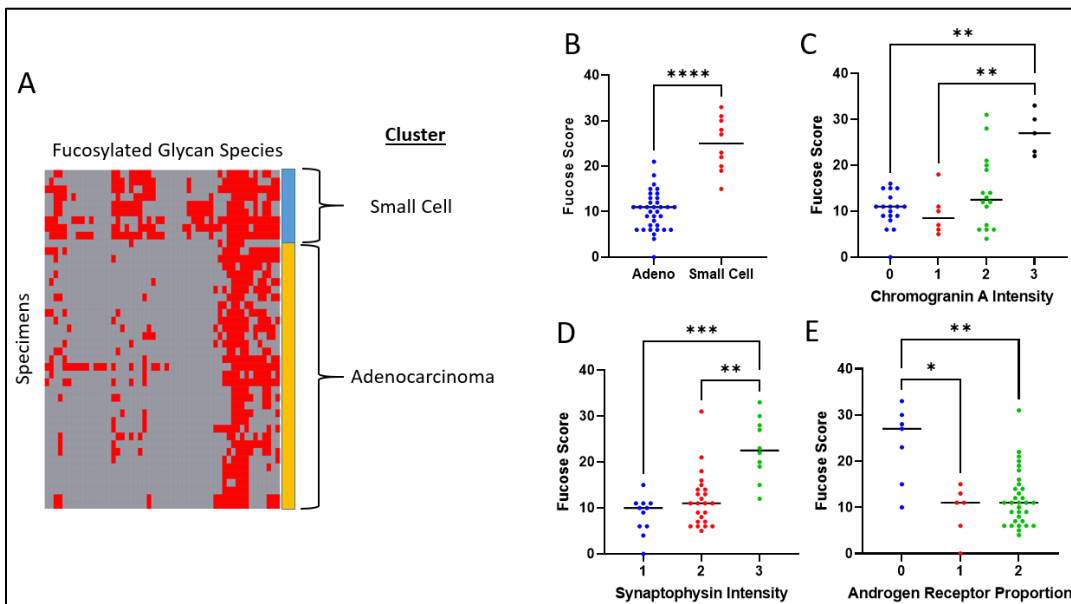 A
Fucosylated Glycan Species
Specimens
Cluster
Small Cell
Adenocarcinoma
B
****
Fucose Score
40
30
20
10
0
Adeno Small Cell
C
**
**
Fucose Score
40
30
20
10
0
0 1 2 3
Chromogranin A Intensity
D
***
**
Fucose Score
40
30
20
10
0
1 2 3
Synaptophysin Intensity
E
**
*
Fucose Score
40
30
20
10
0
0 1 2
Androgen Receptor Proportion